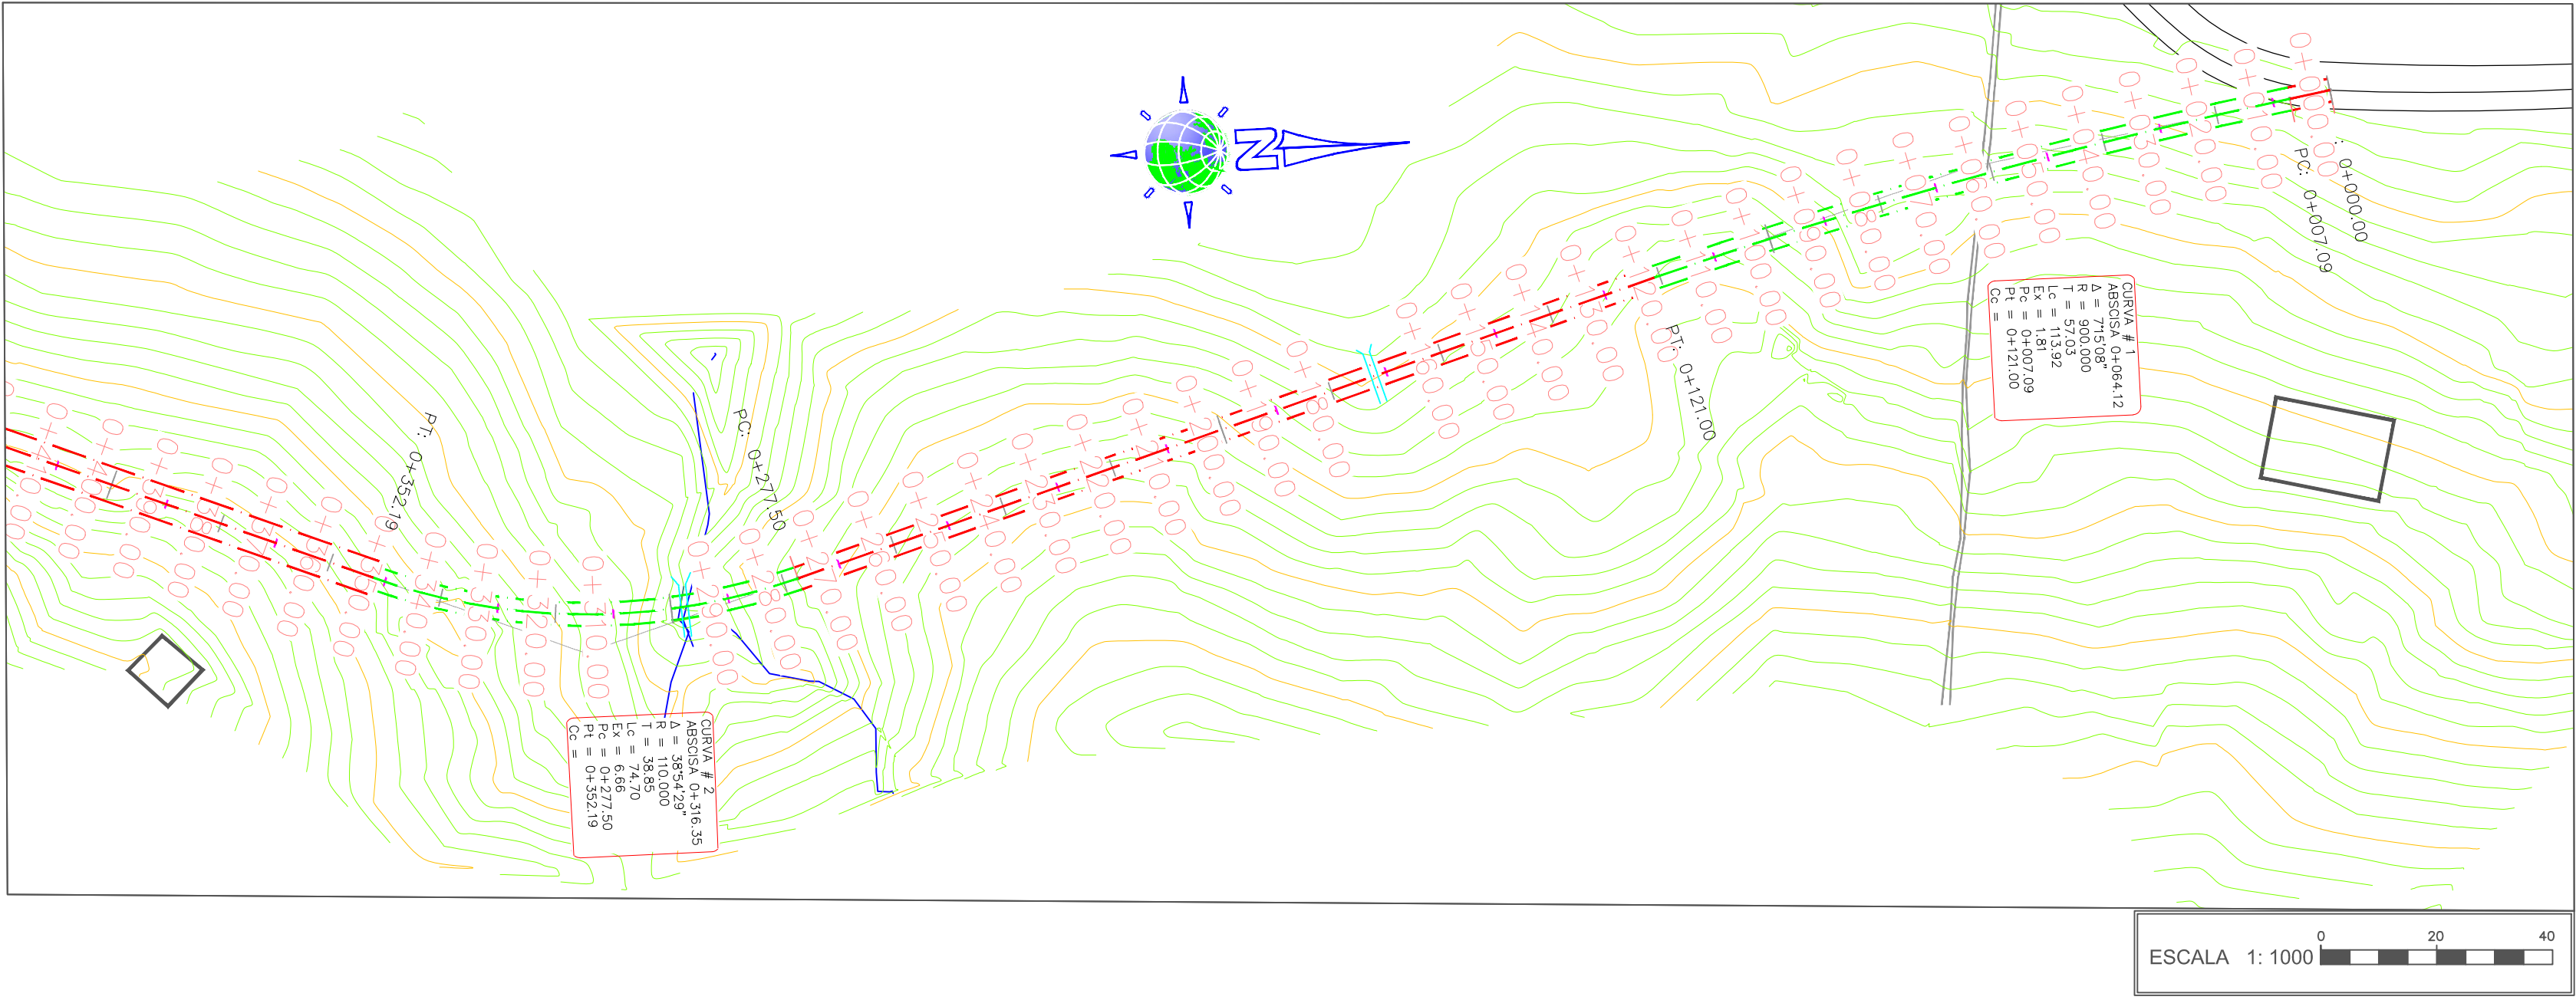 : 0+000.00
PC: 0+007.09
0+000.00
0+010.00
0+020.00
0+030.00
0+040.00
0+050.00
0+060.00
0+070.00
0+080.00
0+090.00
0+100.00
0+110.00
0+120.00
0+130.00
0+140.00
0+150.00
0+160.00
0+180.00
0+190.00
0+200.00
0+210.00
0+220.00
0+230.00
0+240.00
0+250.00
0+260.00
0+270.00
0+280.00
0+290.00
0+310.00
0+320.00
0+330.00
0+340.00
0+350.00
0+360.00
0+370.00
0+380.00
0+390.00
CURVA # 1
ABSCISA 0+064.12
Δ = 7°15'08"
R = 900.000
T = 57.03
Lc = 113.92
Ex = 1.81
Pc = 0+007.09
Pt = 0+121.00
Cc =
PT: 0+121.00
N
PC: 0+277.50
PT: 0+352.19
CURVA # 2
ABSCISA 0+316.35
Δ = 38°54'29"
R = 110.000
T = 38.85
Lc = 74.70
Ex = 6.66
Pc = 0+277.50
Pt = 0+352.19
Cc =
ESCALA 1: 1000
0 20 40